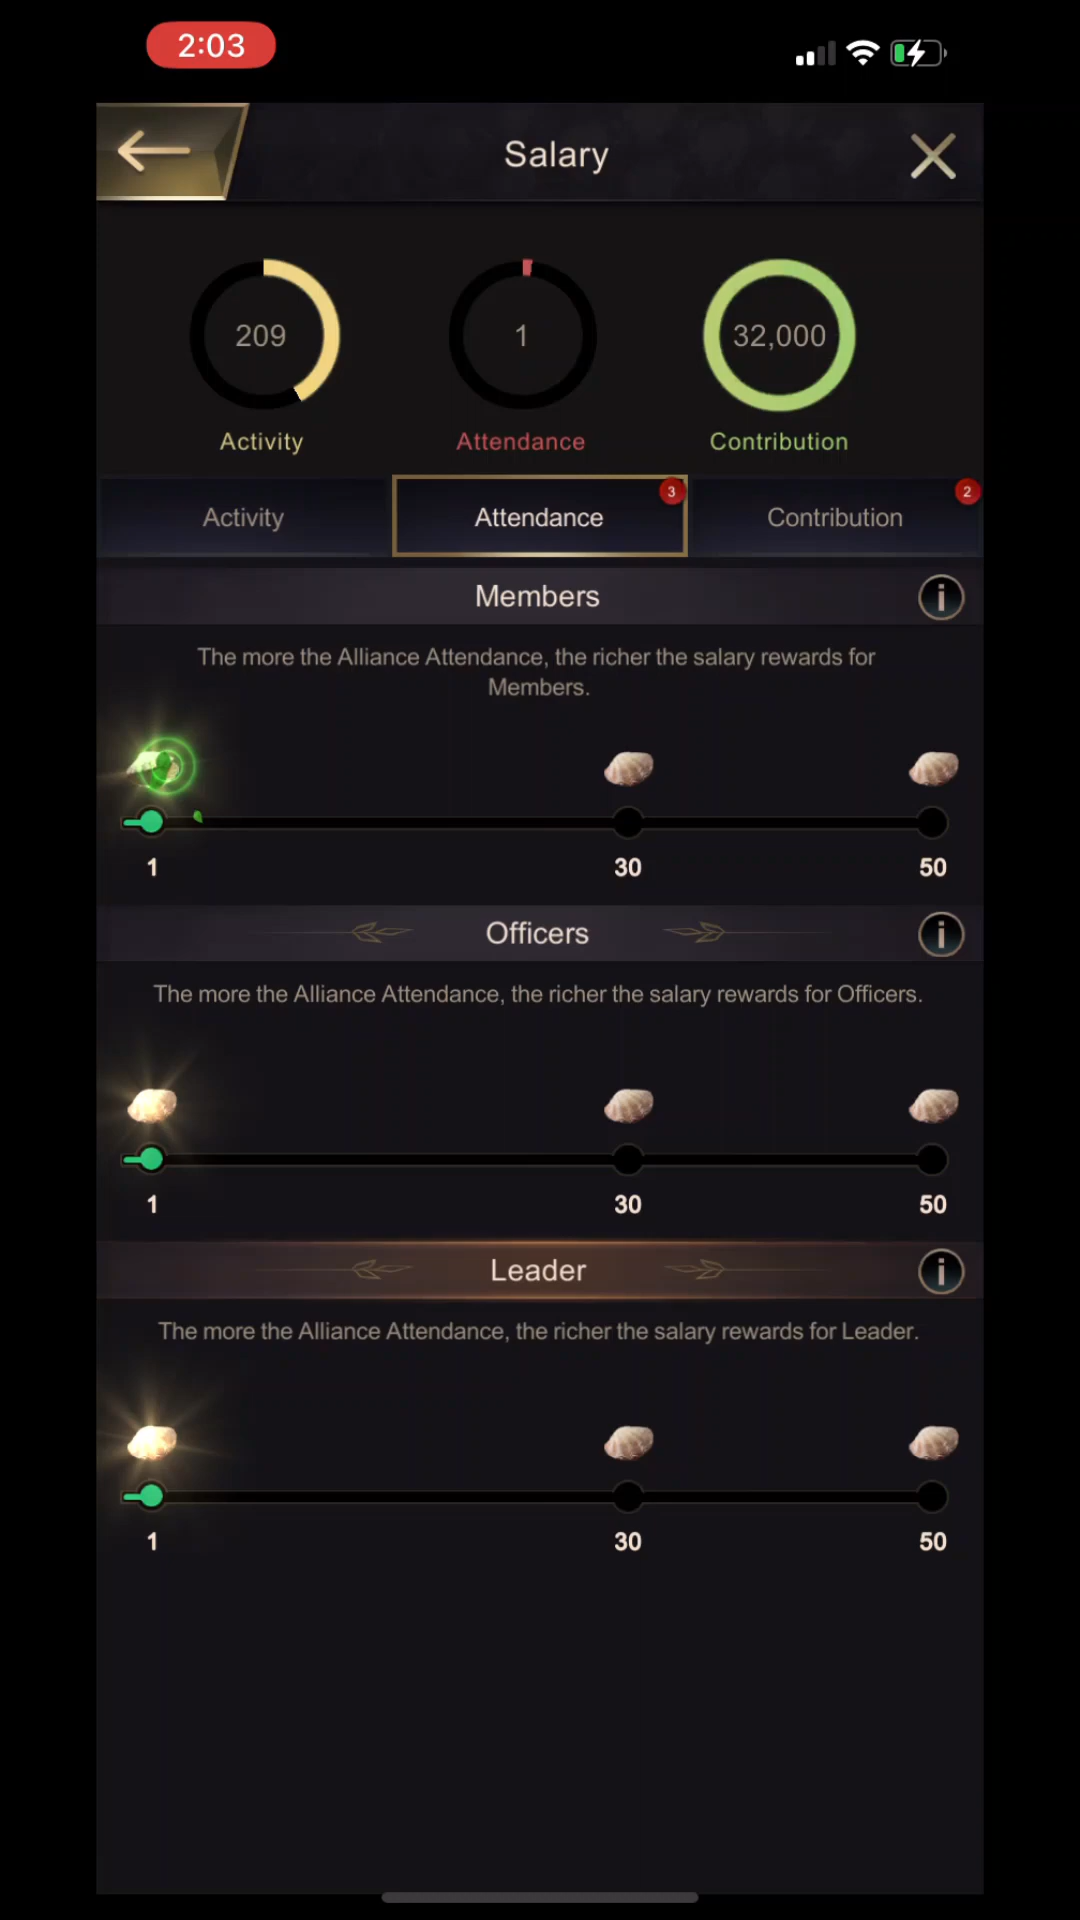 2:03
Salary
209
1
32,000
Activity
Attendance
Contribution
Activity
Attendance
3
Contribution
2
Members
i
The more the Alliance Attendance, the richer the salary rewards for
Members.
1
30
50
Officers
i
The more the Alliance Attendance, the richer the salary rewards for Officers.
1
30
50
Leader
i
The more the Alliance Attendance, the richer the salary rewards for Leader.
1
30
50